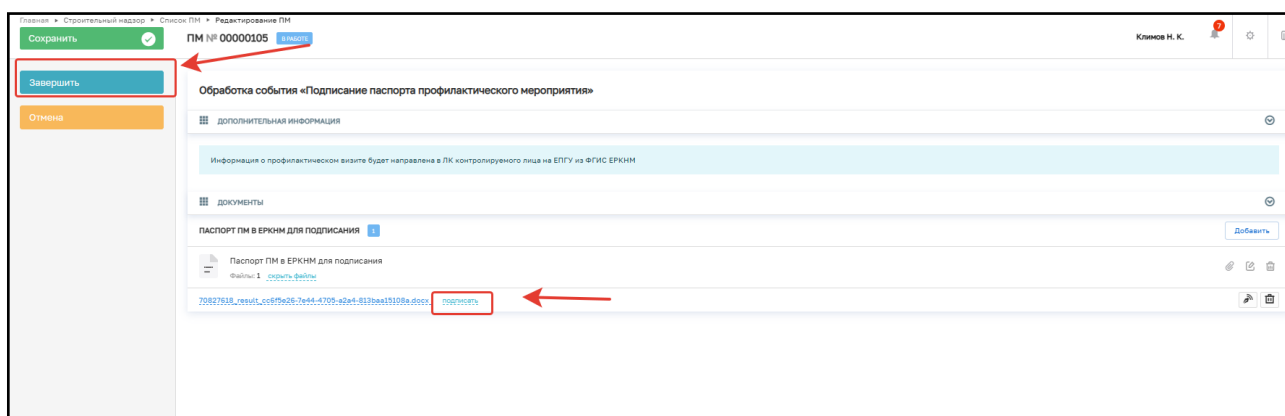 Главная ▸ Строительный надзор ▸ Список ПМ ▸ Редактирование ПМ
Сохранить
ПМ № 00000105 В РАБОТЕ
Климов Н. К.
7
Завершить
Отмена
Обработка события «Подписание паспорта профилактического мероприятия»
ДОПОЛНИТЕЛЬНАЯ ИНФОРМАЦИЯ
Информация о профилактическом визите будет направлена в ЛК контролируемого лица на ЕПГУ из ФГИС ЕРКНМ
ДОКУМЕНТЫ
ПАСПОРТ ПМ В ЕРКНМ ДЛЯ ПОДПИСАНИЯ 1
Добавить
Паспорт ПМ в ЕРКНМ для подписания
Файлы: 1 скрыть файлы
70827618_result_cc6f5e26-7e44-4705-a2a4-813baa15108a.docx подписать